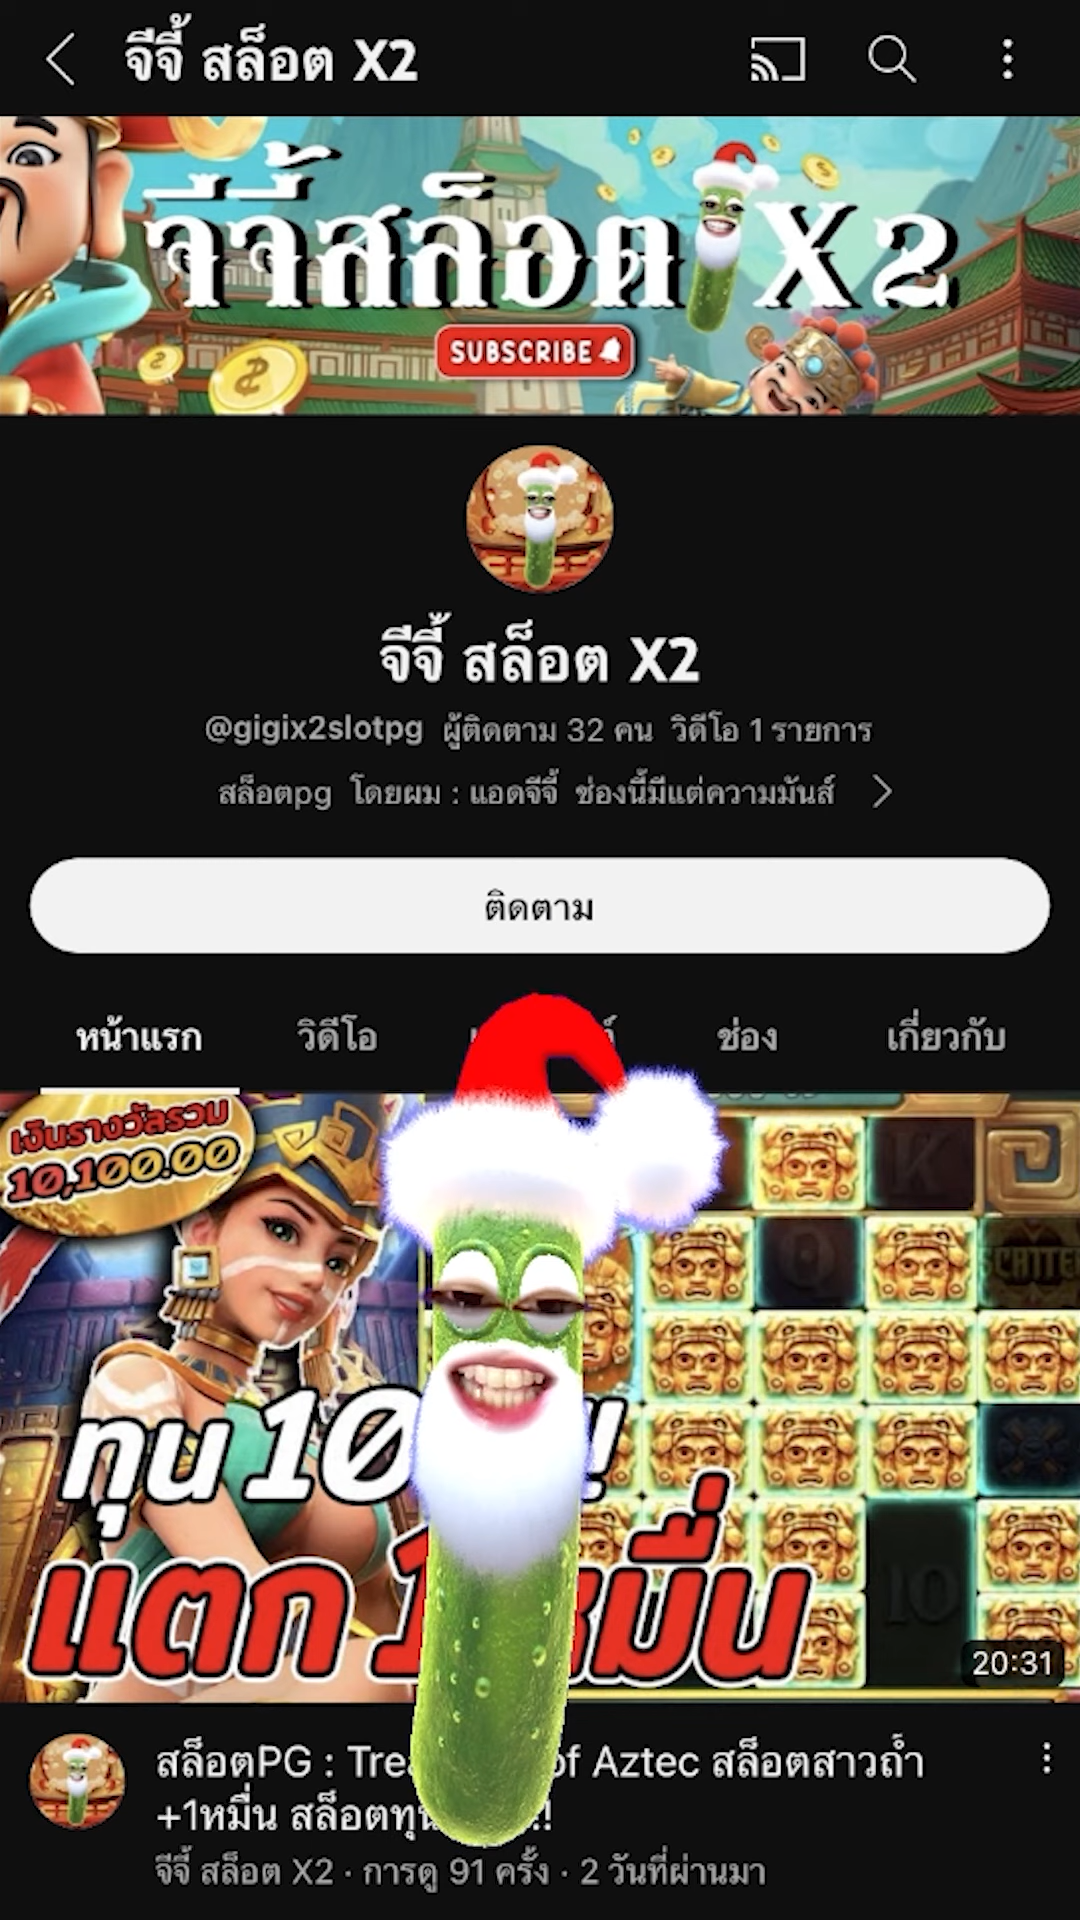 จีจี้ สล็อต X2
จีจี้สล็อต X2
SUBSCRIBE
จีจี้ สล็อต X2
@gigix2slotpg ผู้ติดตาม 32 คน วิดีโอ 1 รายการ
สล็อตpg โดยผม : แอดจีจี้ ช่องนี้มีแต่ความมันส์
ติดตาม
หน้าแรก วิดีโอ ช่อง เกี่ยวกับ
เงินรางวัลรวม
10,100.00
K
SCATTE
ทุน 10 !
แตก 1หมื่น
10
20:31
สล็อตPG : Trea of Aztec สล็อตสาวถ้ำ
+1หมื่น สล็อตทุน !!
จีจี้ สล็อต X2 · การดู 91 ครั้ง · 2 วันที่ผ่านมา